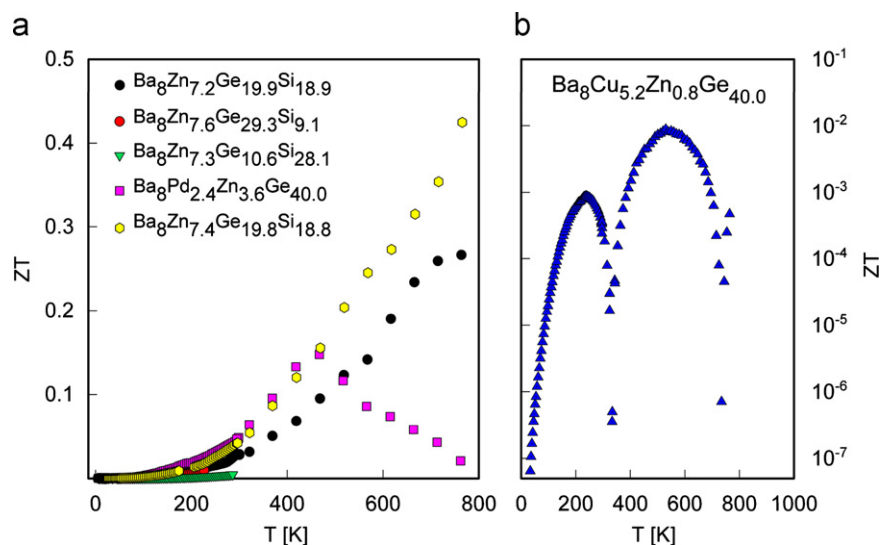 a
0.5
0.4
0.3
0.2
0.1
ZT
Ba8Zn7.2Ge19.9Si18.9
Ba8Zn7.6Ge29.3Si9.1
Ba8Zn7.3Ge10.6Si28.1
Ba8Pd2.4Zn3.6Ge40.0
Ba8Zn7.4Ge19.8Si18.8
0 200 400 600 800
T [K]
b
Ba8Cu5.2Zn0.8Ge40.0
10-1
10-2
10-3
10-4
10-5
10-6
10-7
ZT
0 200 400 600 800 1000
T [K]